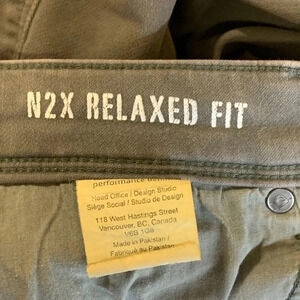 N2X RELAXED FIT
performance
Head Office / Design Studio
Siège Social / Studio de Design
118 West Hastings Street
Vancouver, BC, Canada
V6B 1G8
Made in Pakistan /
Fabriqué au Pakistan